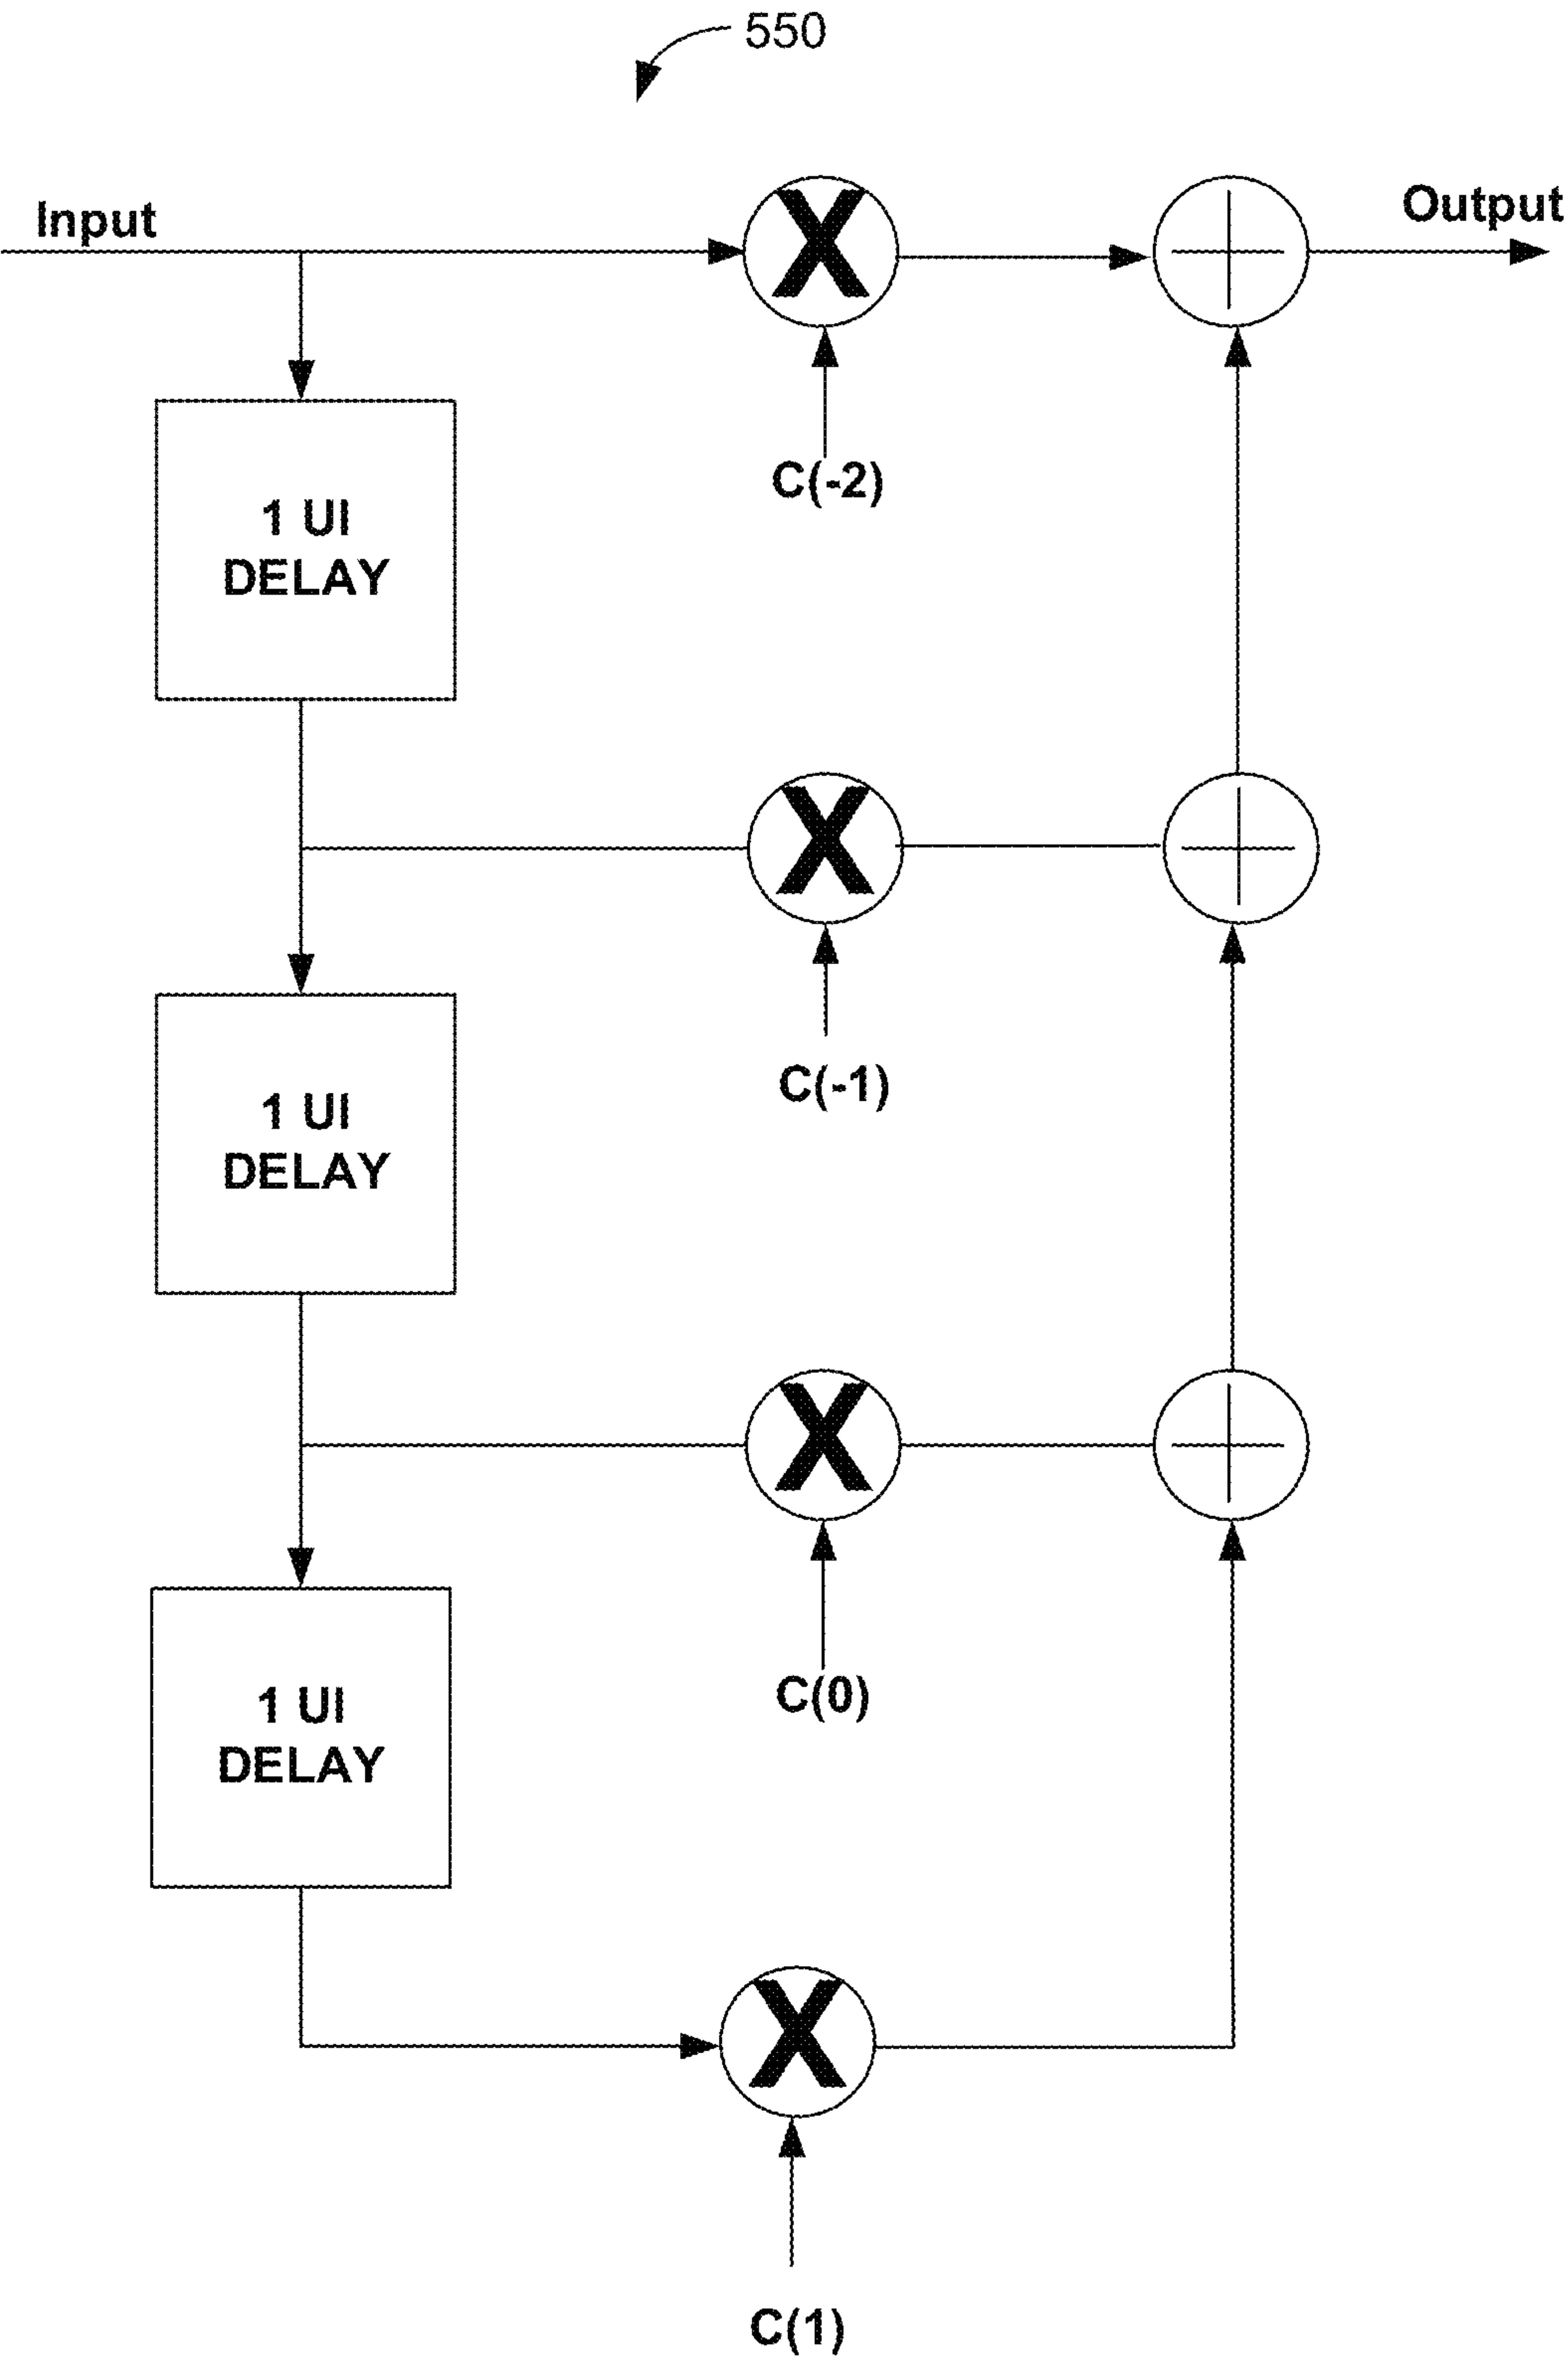 550
Input
Output
C(-2)
1 UI
DELAY
C(-1)
1 UI
DELAY
C(0)
1 UI
DELAY
C(1)